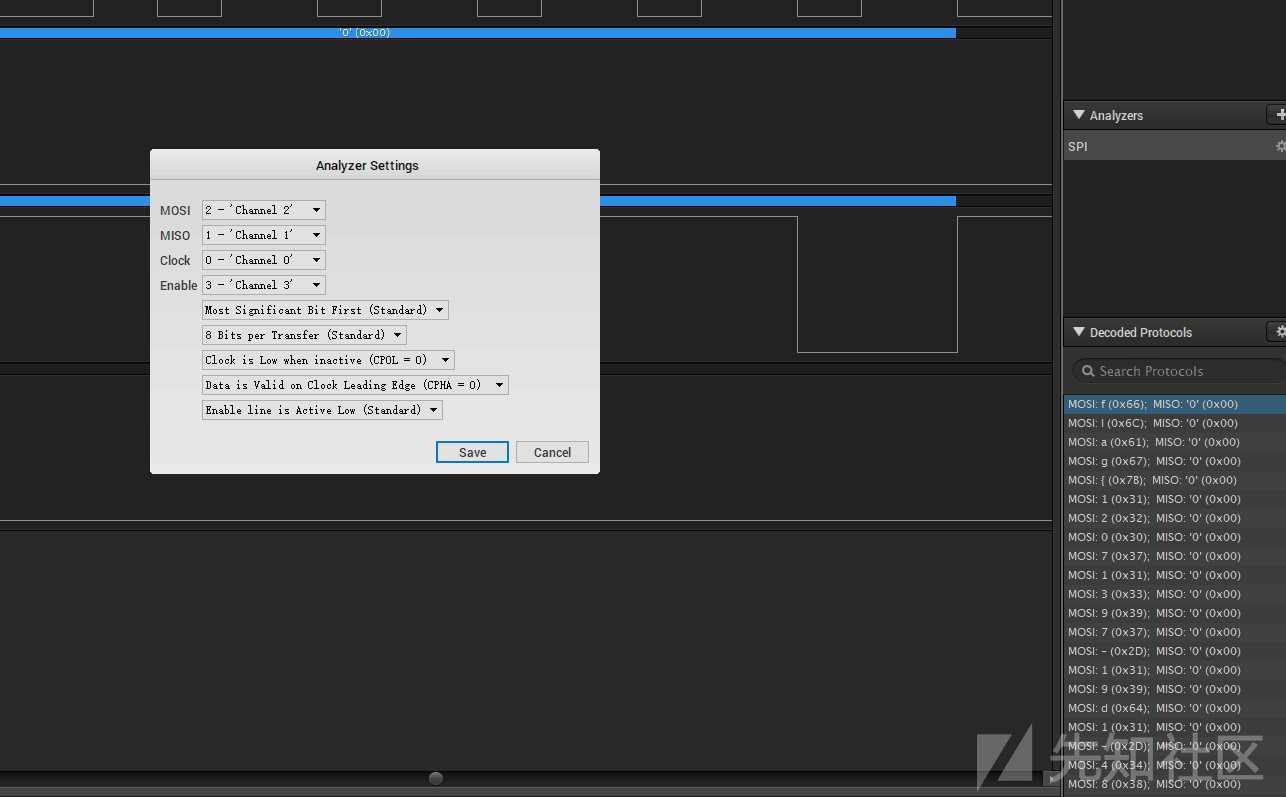 '0' (0x00)
Analyzer Settings
MOSI 2 - 'Channel 2'
MISO 1 - 'Channel 1'
Clock 0 - 'Channel 0'
Enable 3 - 'Channel 3'
Most Significant Bit First (Standard)
8 Bits per Transfer (Standard)
Clock is Low when inactive (CPOL = 0)
Data is Valid on Clock Leading Edge (CPHA = 0)
Enable line is Active Low (Standard)
Save Cancel
Analyzers
SPI
Decoded Protocols
Search Protocols
MOSI: f (0x66); MISO: '0' (0x00)
MOSI: l (0x6C); MISO: '0' (0x00)
MOSI: a (0x61); MISO: '0' (0x00)
MOSI: g (0x67); MISO: '0' (0x00)
MOSI: { (0x7B); MISO: '0' (0x00)
MOSI: 1 (0x31); MISO: '0' (0x00)
MOSI: 2 (0x32); MISO: '0' (0x00)
MOSI: 0 (0x30); MISO: '0' (0x00)
MOSI: 7 (0x37); MISO: '0' (0x00)
MOSI: 1 (0x31); MISO: '0' (0x00)
MOSI: 3 (0x33); MISO: '0' (0x00)
MOSI: 9 (0x39); MISO: '0' (0x00)
MOSI: 7 (0x37); MISO: '0' (0x00)
MOSI: - (0x2D); MISO: '0' (0x00)
MOSI: 1 (0x31); MISO: '0' (0x00)
MOSI: 9 (0x39); MISO: '0' (0x00)
MOSI: d (0x64); MISO: '0' (0x00)
MOSI: 1 (0x31); MISO: '0' (0x00)
MOSI: - (0x2D); MISO: '0' (0x00)
MOSI: 4 (0x34); MISO: '0' (0x00)
MOSI: 8 (0x38); MISO: '0' (0x00)
先知社区